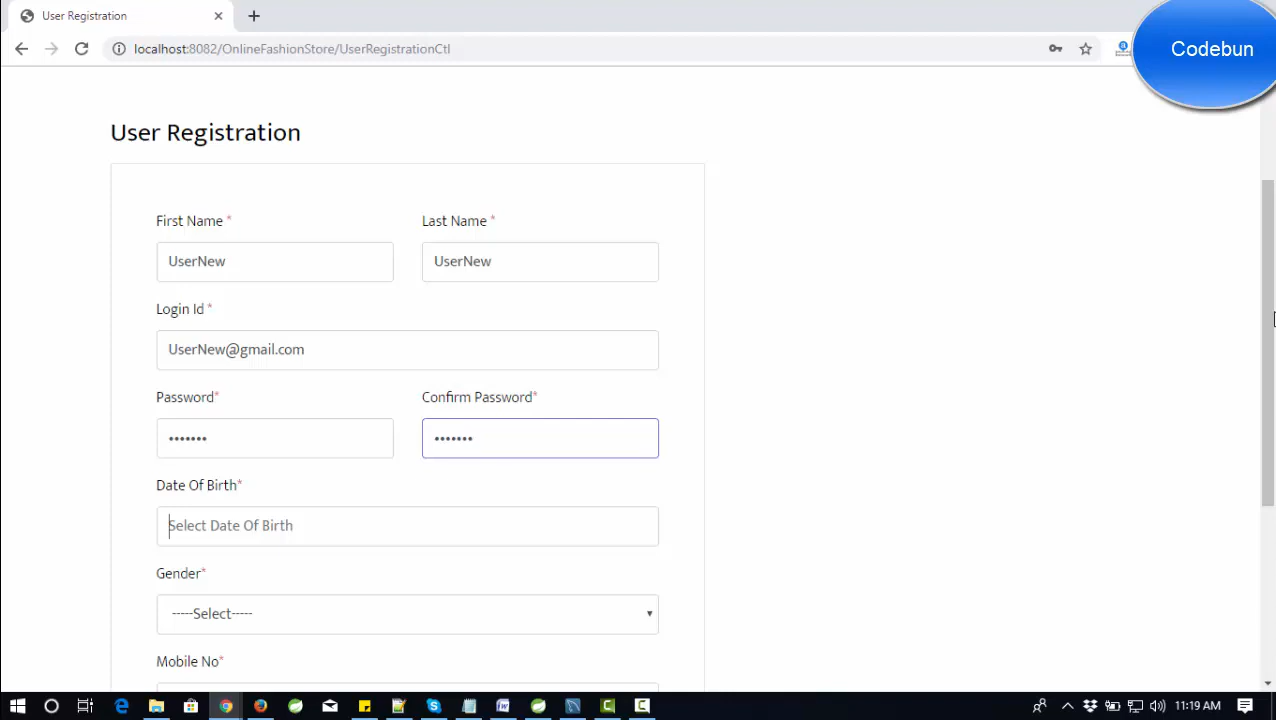 User Registration
localhost:8082/OnlineFashionStore/UserRegistrationCtl
Codebun
User Registration
First Name *
Last Name *
UserNew
UserNew
Login Id *
UserNew@gmail.com
Password*
Confirm Password*
•••••••
•••••••
Date Of Birth*
Select Date Of Birth
Gender*
-----Select-----
Mobile No*
11:19 AM